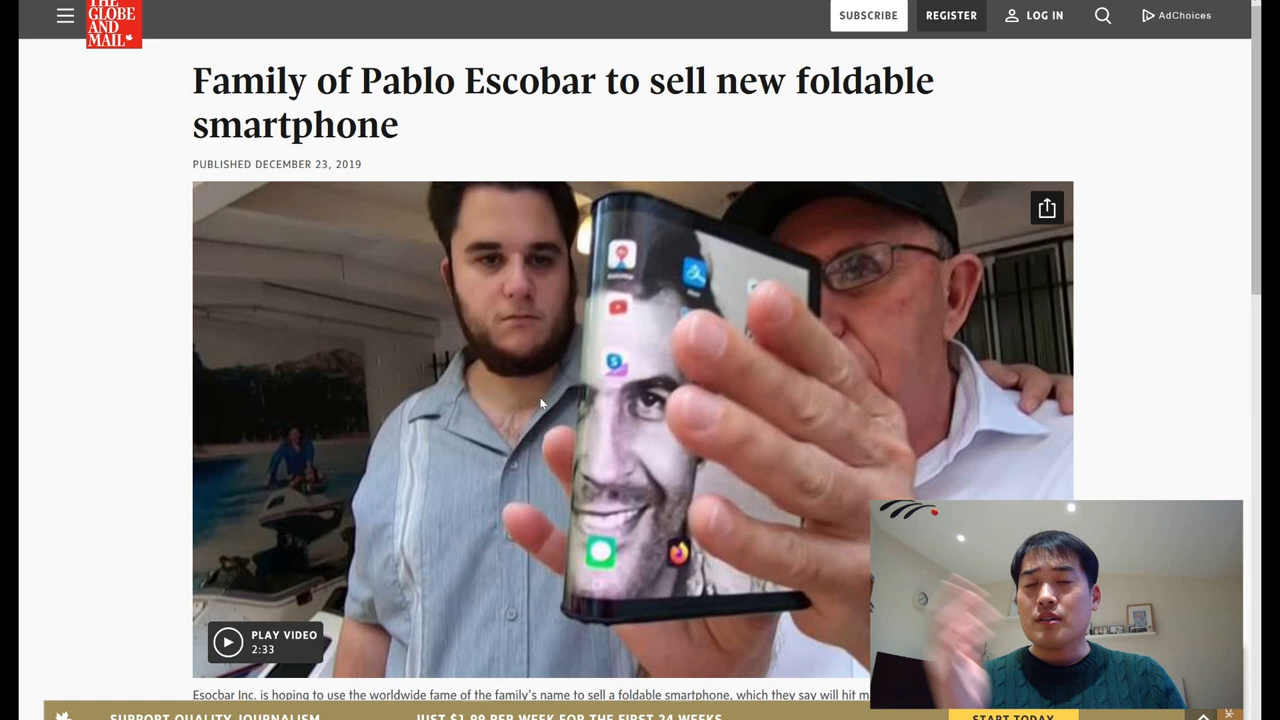 THE
GLOBE
AND
MAIL
SUBSCRIBE
REGISTER
LOG IN
AdChoices
Family of Pablo Escobar to sell new foldable
smartphone
PUBLISHED DECEMBER 23, 2019
PLAY VIDEO
2:33
Escobar Inc. is hoping to use the worldwide fame of the family's name to sell a foldable smartphone, which they say will hit m
SUPPORT QUALITY JOURNALISM
JUST $1.99 PER WEEK FOR THE FIRST 24 WEEKS
START TODAY